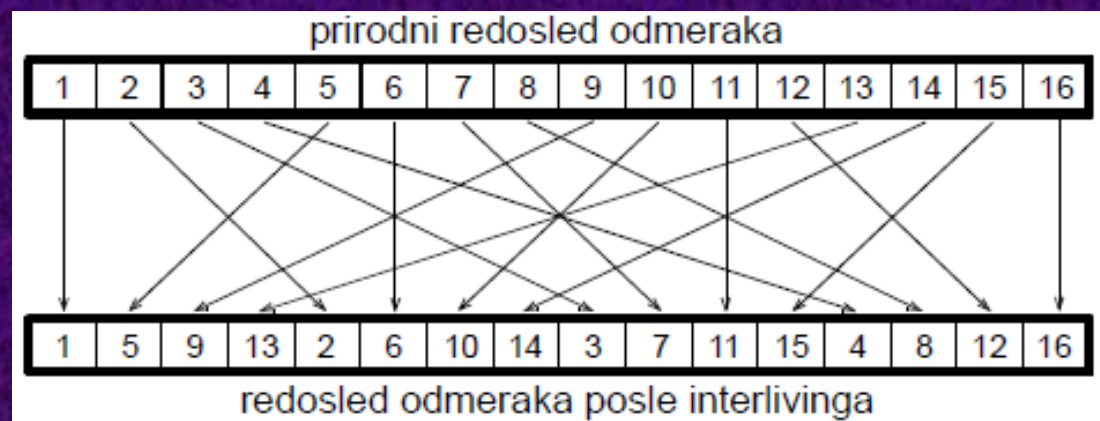 prirodni redosled odmeraka
1 2 3 4 5 6 7 8 9 10 11 12 13 14 15 16
1 5 9 13 2 6 10 14 3 7 11 15 4 8 12 16
redosled odmeraka posle interlivinga